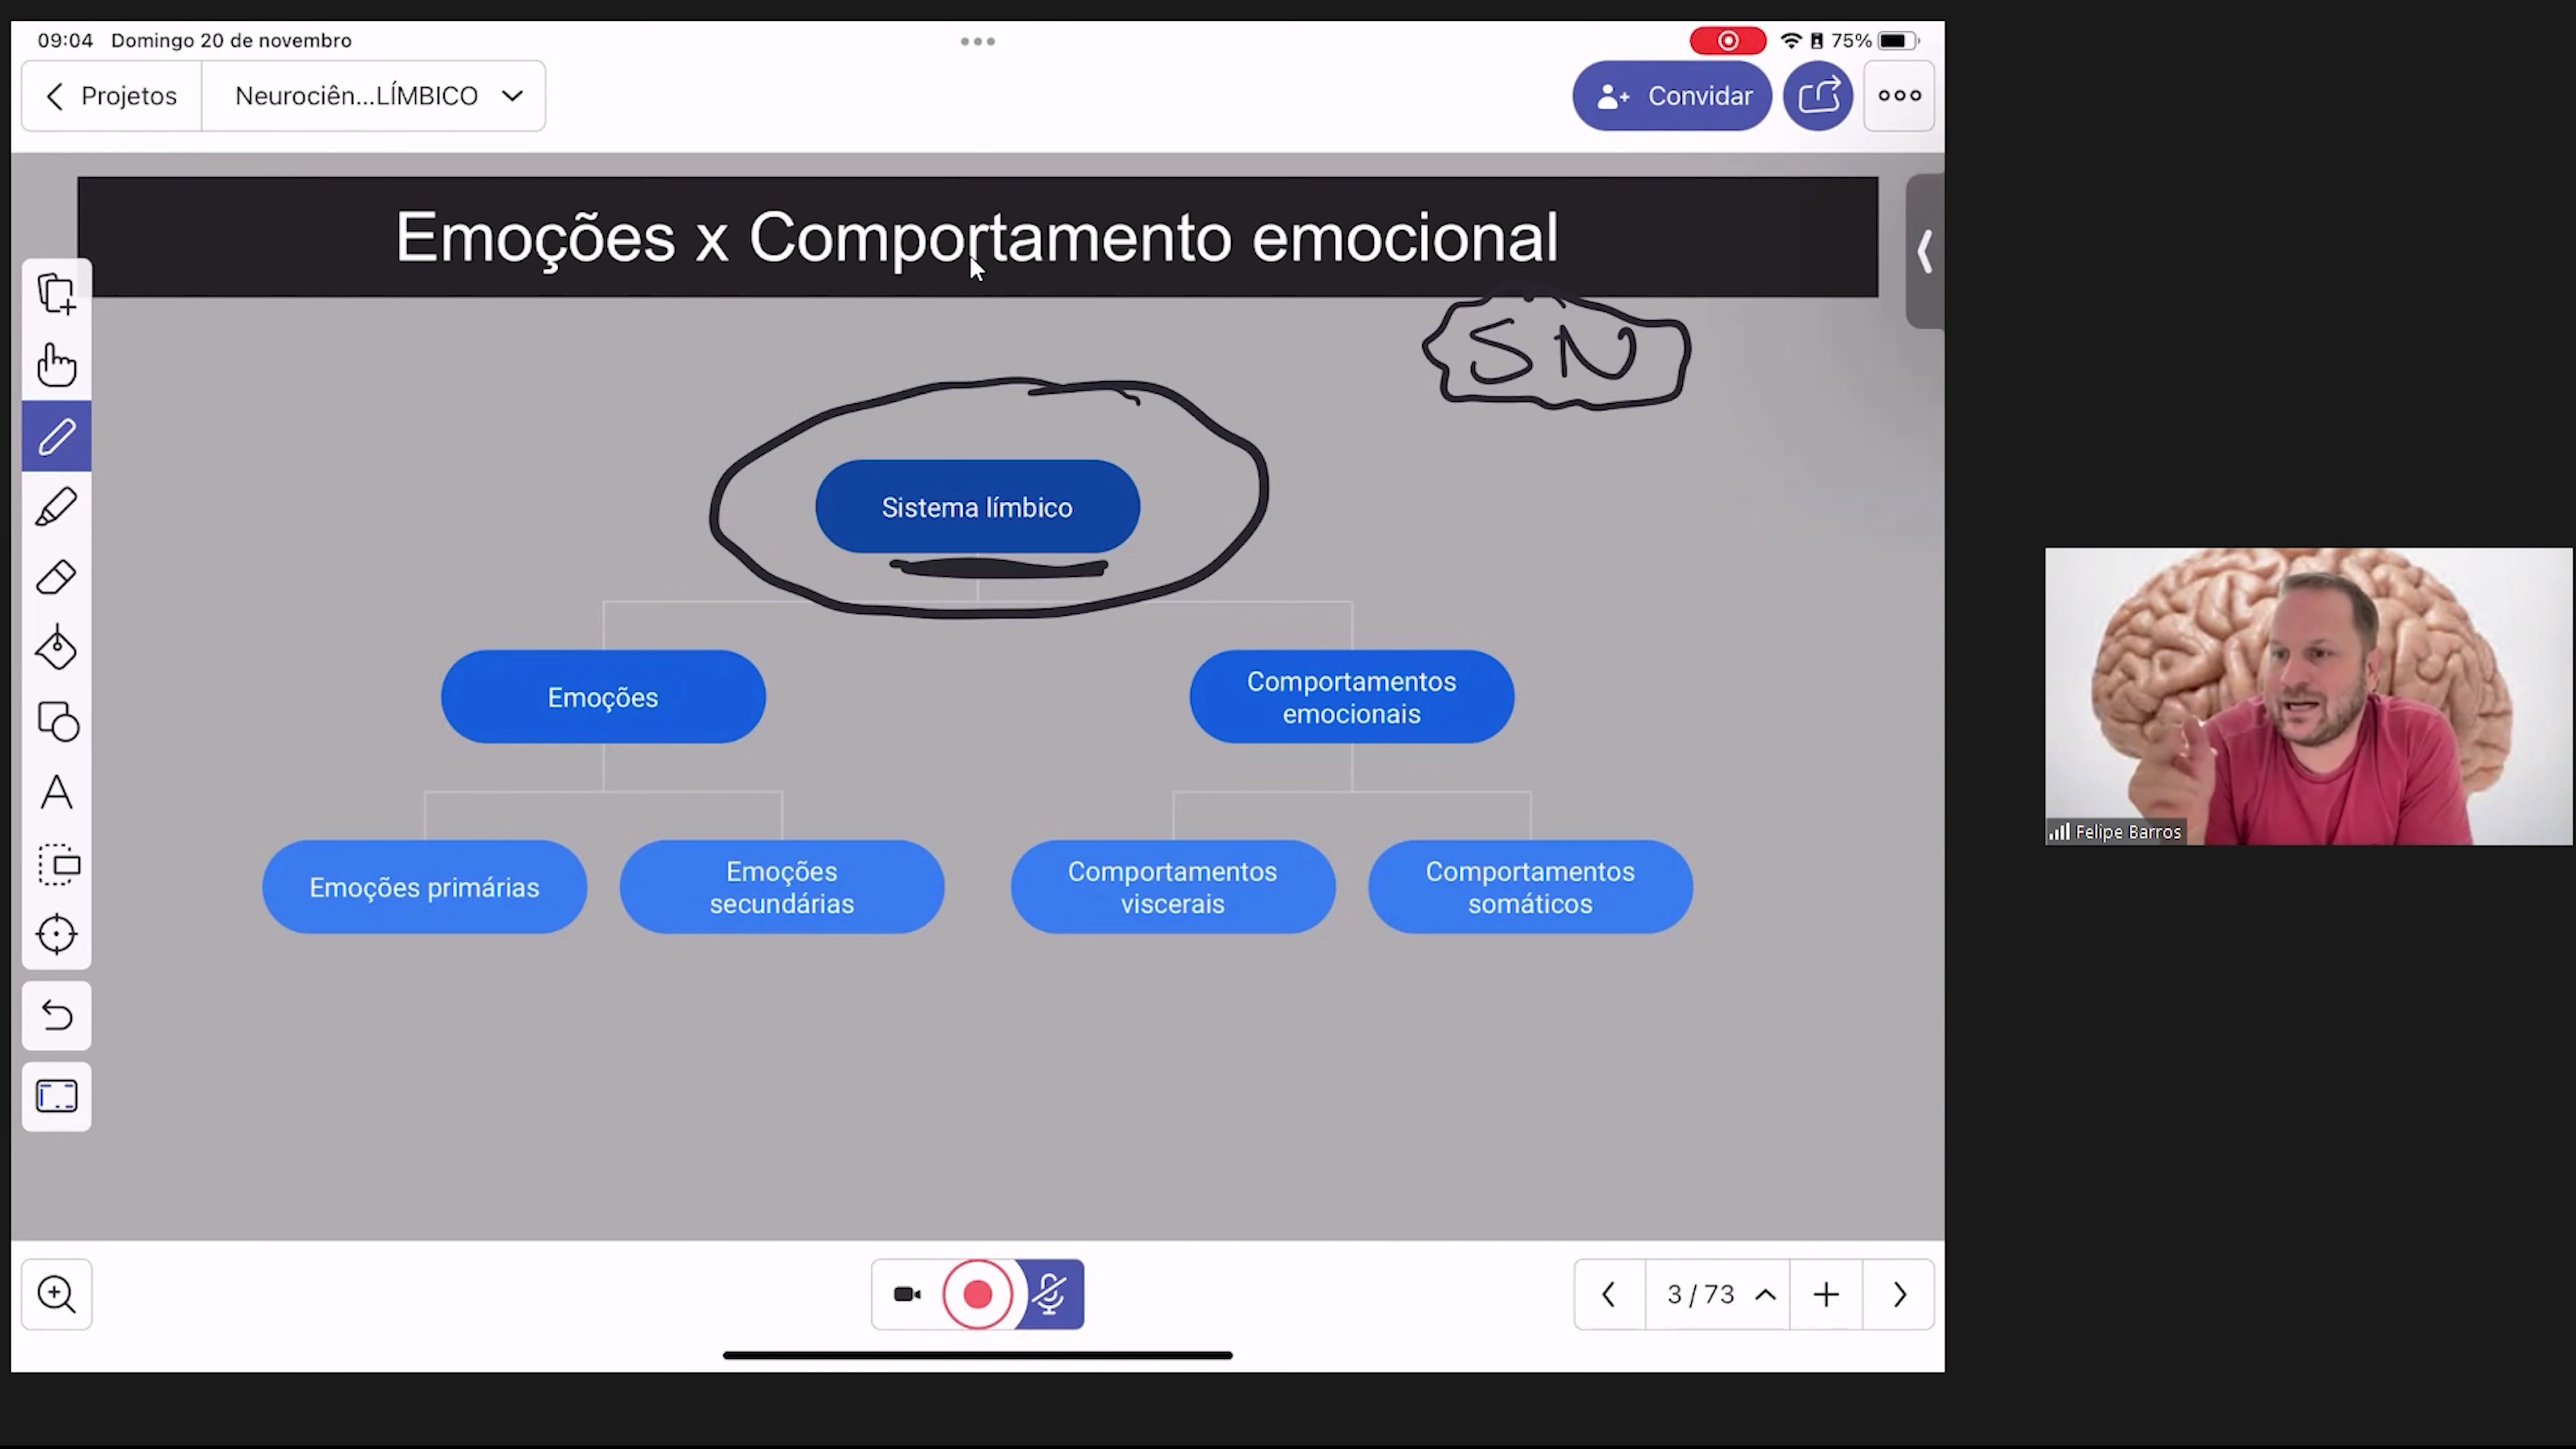 09:04 Domingo 20 de novembro
75%
Projetos
Neurociên...LÍMBICO
Convidar
Emoções x Comportamento emocional
SN
Sistema límbico
Emoções
Comportamentos
emocionais
Emoções primárias
Emoções
secundárias
Comportamentos
viscerais
Comportamentos
somáticos
A
Felipe Barros
3 / 73